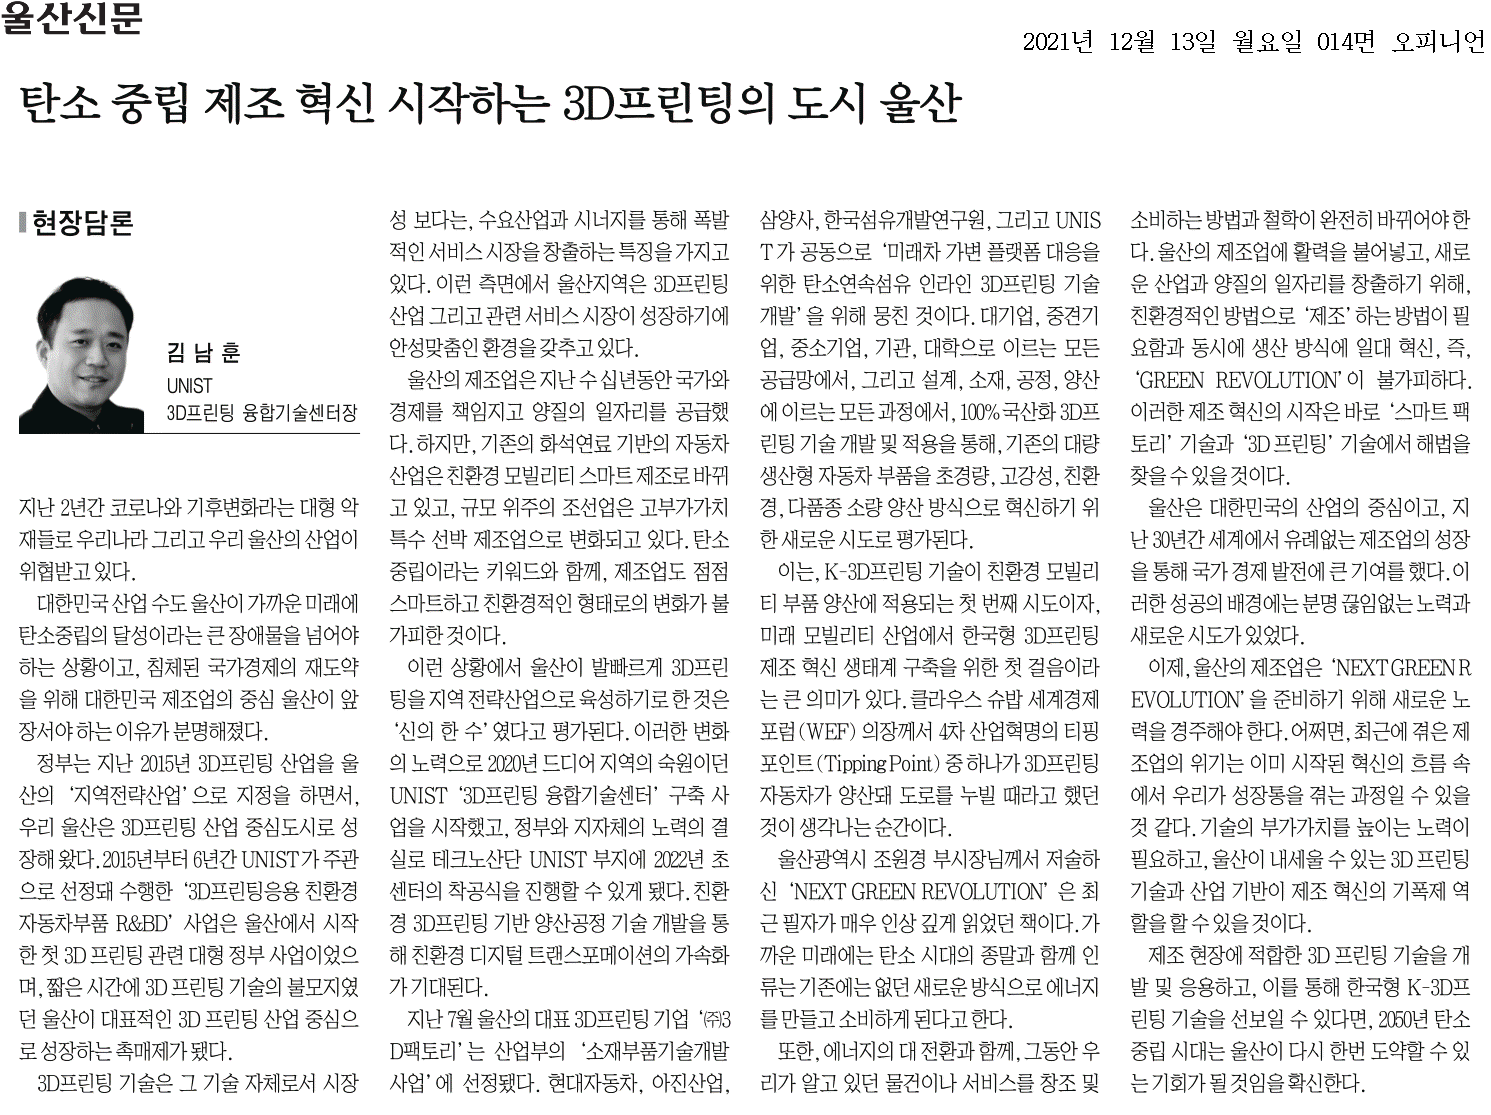 울산신문
2021년 12월 13일 월요일 014면 오피니언
탄소 중립 제조 혁신 시작하는 3D프린팅의 도시 울산
현장담론
김 남 훈
UNIST
3D프린팅 융합기술센터장
지난 2년간 코로나와 기후변화라는 대형 악
재들로 우리나라 그리고 우리 울산의 산업이
위협받고 있다.
대한민국 산업 수도 울산이 가까운 미래에
탄소중립의 달성이라는 큰 장애물을 넘어야
하는 상황이고, 침체된 국가경제의 재도약
을 위해 대한민국 제조업의 중심 울산이 앞
장서야 하는 이유가 분명해졌다.
정부는 지난 2015년 3D프린팅 산업을 울
산의 ‘지역전략산업’으로 지정을 하면서,
우리 울산은 3D프린팅 산업 중심도시로 성
장해 왔다. 2015년부터 6년간 UNIST가 주관
으로 선정돼 수행한 ‘3D프린팅응용 친환경
자동차부품 R&BD’ 사업은 울산에서 시작
한 첫 3D 프린팅 관련 대형 정부 사업이었으
며, 짧은 시간에 3D 프린팅 기술의 불모지였
던 울산이 대표적인 3D 프린팅 산업 중심으
로 성장하는 촉매제가 됐다.
3D프린팅 기술은 그 기술 자체로서 시장
성 보다는, 수요산업과 시너지를 통해 폭발
적인 서비스 시장을 창출하는 특징을 가지고
있다. 이런 측면에서 울산지역은 3D프린팅
산업 그리고 관련 서비스 시장이 성장하기에
안성맞춤인 환경을 갖추고 있다.
울산의 제조업은 지난 수 십년동안 국가와
경제를 책임지고 양질의 일자리를 공급했
다. 하지만, 기존의 화석연료 기반의 자동차
산업은 친환경 모빌리티 스마트 제조로 바뀌
고 있고, 규모 위주의 조선업은 고부가가치
특수 선박 제조업으로 변화되고 있다. 탄소
중립이라는 키워드와 함께, 제조업도 점점
스마트하고 친환경적인 형태로의 변화가 불
가피한 것이다.
이런 상황에서 울산이 발빠르게 3D프린
팅을 지역 전략산업으로 육성하기로 한 것은
‘신의 한 수’였다고 평가된다. 이러한 변화
의 노력으로 2020년 드디어 지역의 숙원이던
UNIST ‘3D프린팅 융합기술센터’ 구축 사
업을 시작했고, 정부와 지자체의 노력의 결
실로 테크노산단 UNIST 부지에 2022년 초
센터의 착공식을 진행할 수 있게 됐다. 친환
경 3D프린팅 기반 양산공정 기술 개발을 통
해 친환경 디지털 트랜스포메이션의 가속화
가 기대된다.
지난 7월 울산의 대표 3D프린팅 기업 ‘㈜3
D팩토리’는 산업부의 ‘소재부품기술개발
사업’에 선정됐다. 현대자동차, 아진산업,
삼양사, 한국섬유개발연구원, 그리고 UNIS
T가 공동으로 ‘미래차 가변 플랫폼 대응을
위한 탄소연속섬유 인라인 3D프린팅 기술
개발’을 위해 뭉친 것이다. 대기업, 중견기
업, 중소기업, 기관, 대학으로 이르는 모든
공급망에서, 그리고 설계, 소재, 공정, 양산
에 이르는 모든 과정에서, 100% 국산화 3D프
린팅 기술 개발 및 적용을 통해, 기존의 대량
생산형 자동차 부품을 초경량, 고강성, 친환
경, 다품종 소량 양산 방식으로 혁신하기 위
한 새로운 시도로 평가된다.
이는, K-3D프린팅 기술이 친환경 모빌리
티 부품 양산에 적용되는 첫 번째 시도이자,
미래 모빌리티 산업에서 한국형 3D프린팅
제조 혁신 생태계 구축을 위한 첫 걸음이라
는 큰 의미가 있다. 클라우스 슈밥 세계경제
포럼(WEF) 의장께서 4차 산업혁명의 티핑
포인트(Tipping Point) 중 하나가 3D프린팅
자동차가 양산돼 도로를 누빌 때라고 했던
것이 생각나는 순간이다.
울산광역시 조원경 부시장님께서 저술하
신 ‘NEXT GREEN REVOLUTION’은 최
근 필자가 매우 인상 깊게 읽었던 책이다. 가
까운 미래에는 탄소 시대의 종말과 함께 인
류는 기존에는 없던 새로운 방식으로 에너지
를 만들고 소비하게 된다고 한다.
또한, 에너지의 대 전환과 함께, 그동안 우
리가 알고 있던 물건이나 서비스를 창조 및
소비하는 방법과 철학이 완전히 바뀌어야 한
다. 울산의 제조업에 활력을 불어넣고, 새로
운 산업과 양질의 일자리를 창출하기 위해,
친환경적인 방법으로 ‘제조’하는 방법이 필
요함과 동시에 생산 방식에 일대 혁신, 즉,
‘GREEN REVOLUTION’이 불가피하다.
이러한 제조 혁신의 시작은 바로 ‘스마트 팩
토리’ 기술과 ‘3D 프린팅’ 기술에서 해법을
찾을 수 있을 것이다.
울산은 대한민국의 산업의 중심이고, 지
난 30년간 세계에서 유례없는 제조업의 성장
을 통해 국가 경제 발전에 큰 기여를 했다. 이
러한 성공의 배경에는 분명 끊임없는 노력과
새로운 시도가 있었다.
이제, 울산의 제조업은 ‘NEXT GREEN R
EVOLUTION’을 준비하기 위해 새로운 노
력을 경주해야 한다. 어쩌면, 최근에 겪은 제
조업의 위기는 이미 시작된 혁신의 흐름 속
에서 우리가 성장통을 겪는 과정일 수 있을
것 같다. 기술의 부가가치를 높이는 노력이
필요하고, 울산이 내세울 수 있는 3D 프린팅
기술과 산업 기반이 제조 혁신의 기폭제 역
할을 할 수 있을 것이다.
제조 현장에 적합한 3D 프린팅 기술을 개
발 및 응용하고, 이를 통해 한국형 K-3D프
린팅 기술을 선보일 수 있다면, 2050년 탄소
중립 시대는 울산이 다시 한번 도약할 수 있
는 기회가 될 것임을 확신한다.